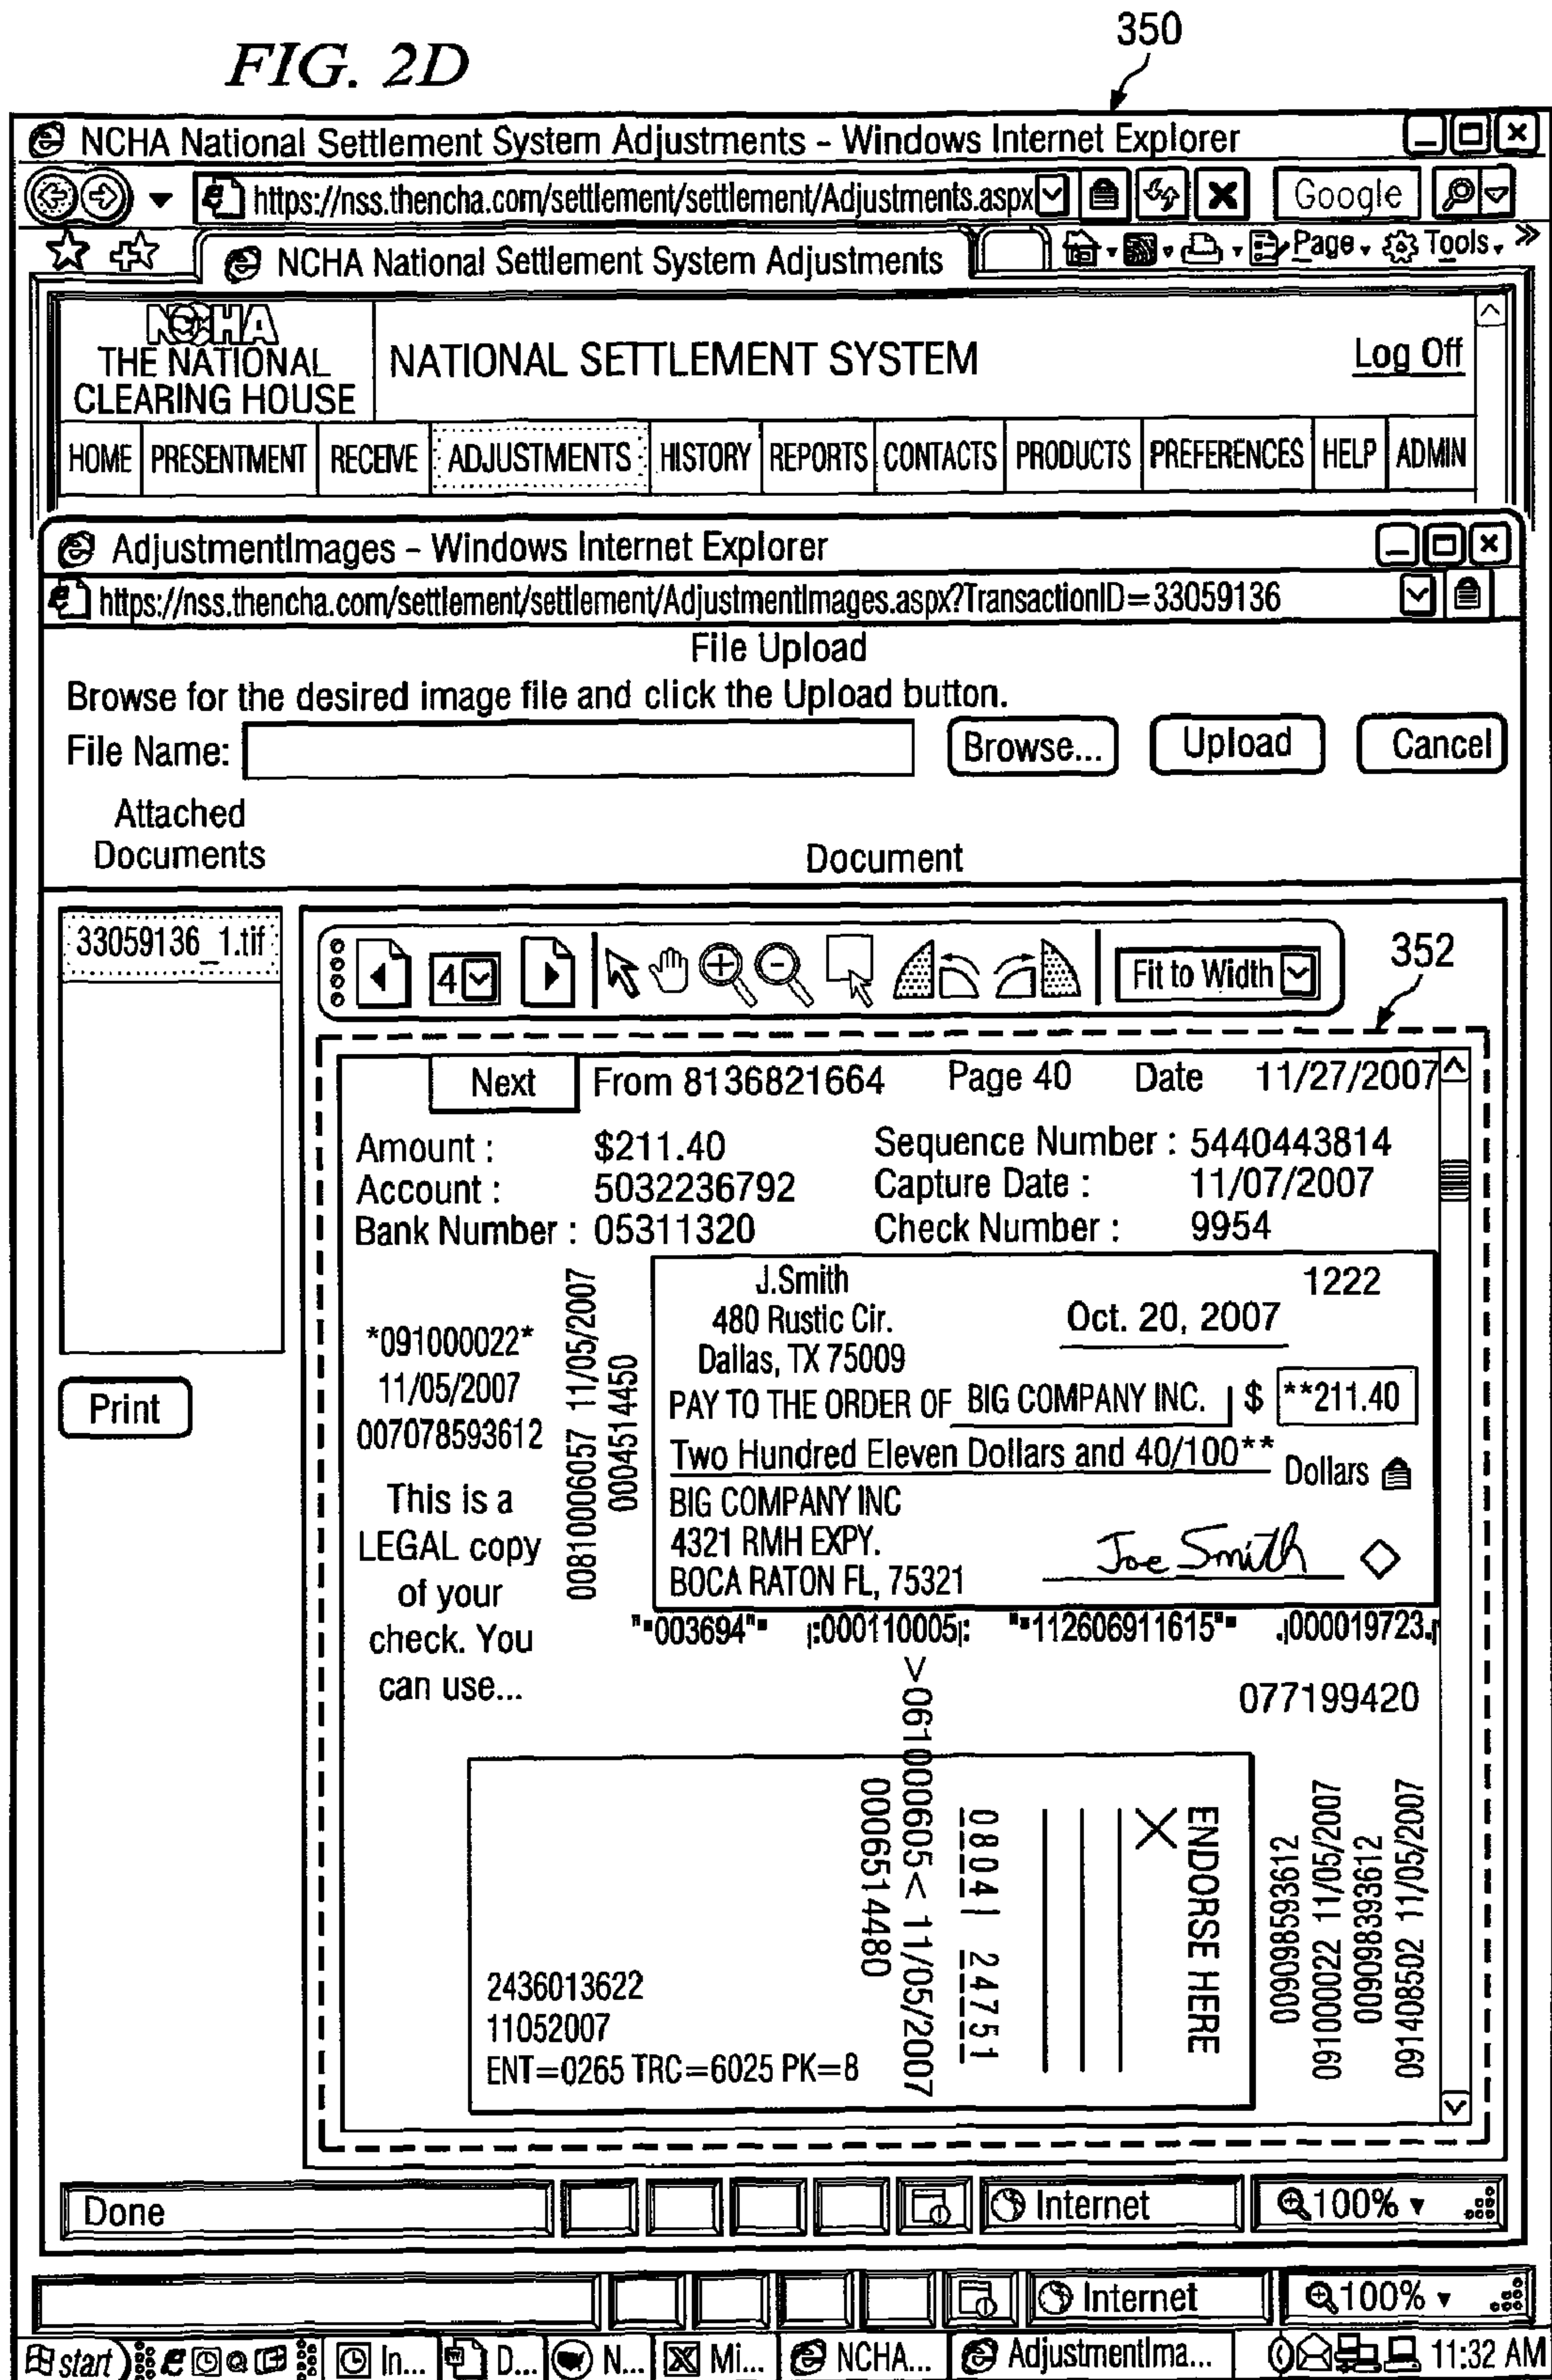 350
FIG. 2D
NCHA National Settlement System Adjustments - Windows Internet Explorer
https://nss.thencha.com/settlement/settlement/Adjustments.aspx Google
NCHA National Settlement System Adjustments Page Tools
NCHA
THE NATIONAL
CLEARING HOUSE
NATIONAL SETTLEMENT SYSTEM Log Off
HOME PRESENTMENT RECEIVE ADJUSTMENTS HISTORY REPORTS CONTACTS PRODUCTS PREFERENCES HELP ADMIN
AdjustmentImages - Windows Internet Explorer
https://nss.thencha.com/settlement/settlement/AdjustmentImages.aspx?TransactionID=33059136
File Upload
Browse for the desired image file and click the Upload button.
File Name: Browse... Upload Cancel
Attached
Documents
Document
33059136_1.tif
4 Fit to Width
352
Next From 8136821664 Page 40 Date 11/27/2007
Amount : $211.40 Sequence Number : 5440443814
Account : 5032236792 Capture Date : 11/07/2007
Bank Number : 05311320 Check Number : 9954
Print
*091000022*
11/05/2007
007078593612
This is a
LEGAL copy
of your
check. You
can use...
00810006057 11/05/2007
0004514450
J.Smith 1222
480 Rustic Cir. Oct. 20, 2007
Dallas, TX 75009
PAY TO THE ORDER OF BIG COMPANY INC. $ **211.40
Two Hundred Eleven Dollars and 40/100** Dollars
BIG COMPANY INC
4321 RMH EXPY.
BOCA RATON FL, 75321
Joe Smith
"▪003694"▪ ¦:000110005¦: "▪112606911615"▪ .¦000019723.¦
077199420
>061000605< 11/05/2007
0006514480
08041 24751
ENDORSE HERE
2436013622
11052007
ENT=0265 TRC=6025 PK=8
009098593612
091000022 11/05/2007
009098393612
091408502 11/05/2007
Done Internet 100%
Internet 100%
start In... D... N... Mi... NCHA... AdjustmentIma... 11:32 AM